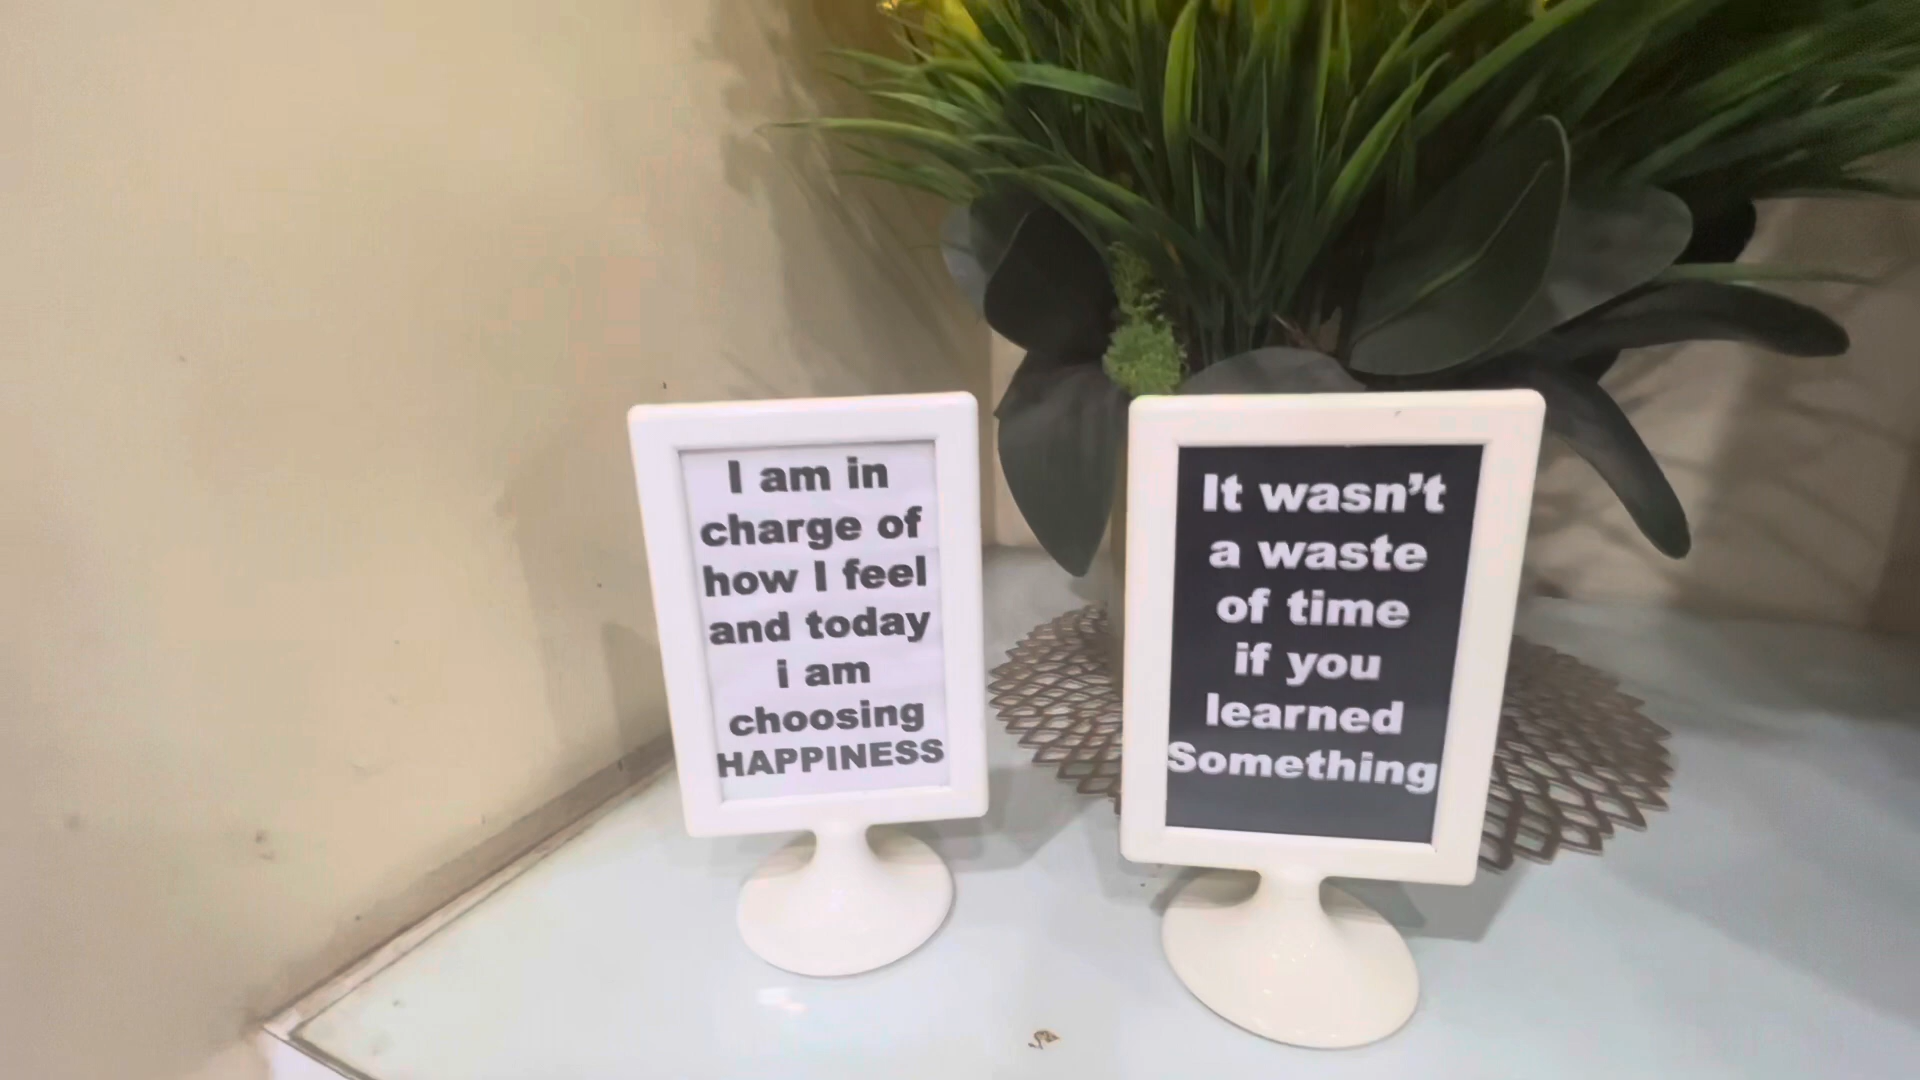 I am in
charge of
how I feel
and today
i am
choosing
HAPPINESS
It wasn't
a waste
of time
if you
learned
Something